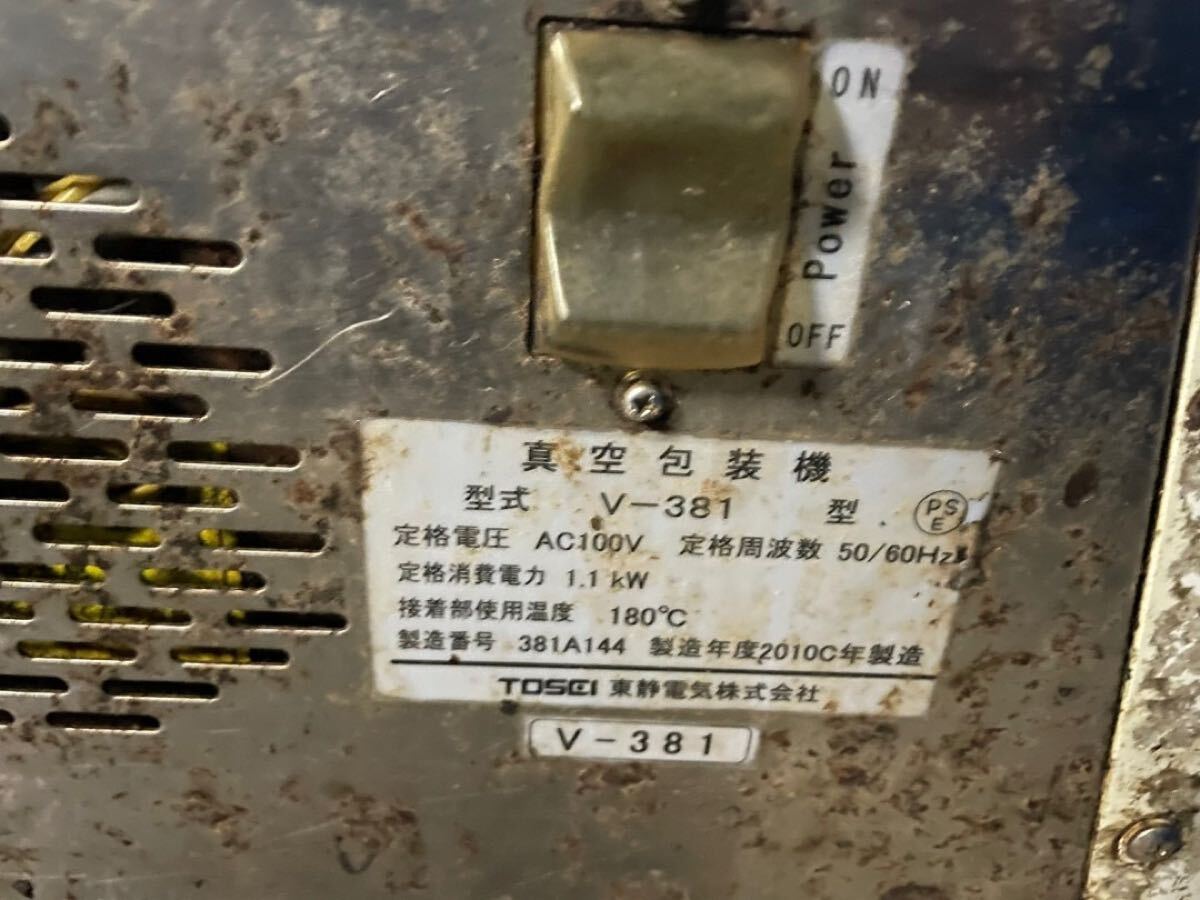 ON
Power
OFF
真空包装機
型式 V-381 型
PSE
定格電圧 AC100V 定格周波数 50/60Hz
定格消費電力 1.1 kW
接着部使用温度 180℃
製造番号 381A144 製造年度2010C年製造
TOSEI 東静電気株式会社
V-381